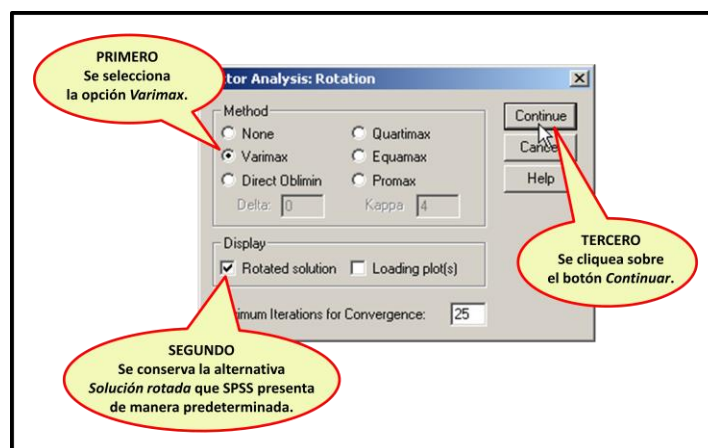 PRIMERO
Se selecciona
la opción Varimax.
tor Analysis: Rotation
Method
None
Quartimax
Varimax
Equamax
Direct Oblimin
Promax
Delta: 0
Kappa 4
Continue
Cancel
Help
Display
Rotated solution
Loading plot(s)
imum Iterations for Convergence: 25
TERCERO
Se cliquea sobre
el botón Continuar.
SEGUNDO
Se conserva la alternativa
Solución rotada que SPSS presenta
de manera predeterminada.